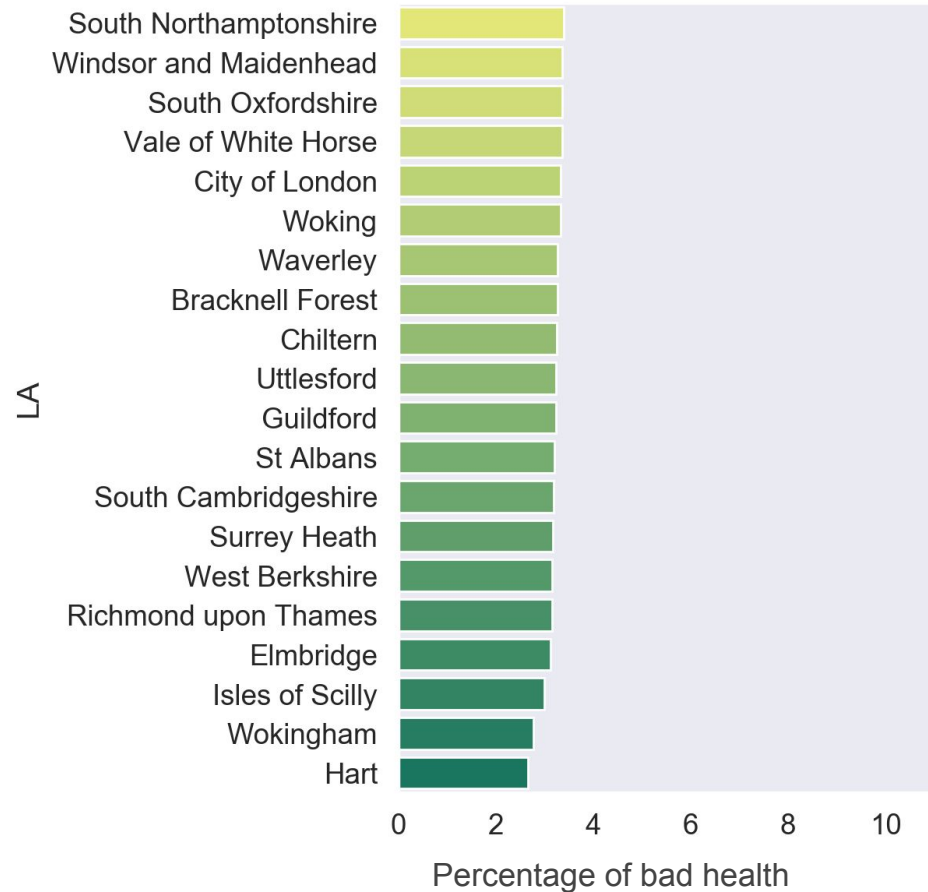 South Northamptonshire
Windsor and Maidenhead
South Oxfordshire
Vale of White Horse
City of London
Woking
Waverley
Bracknell Forest
Chiltern
Uttlesford
Guildford
St Albans
South Cambridgeshire
Surrey Heath
West Berkshire
Richmond upon Thames
Elmbridge
Isles of Scilly
Wokingham
Hart
LA
0 2 4 6 8 10
Percentage of bad health